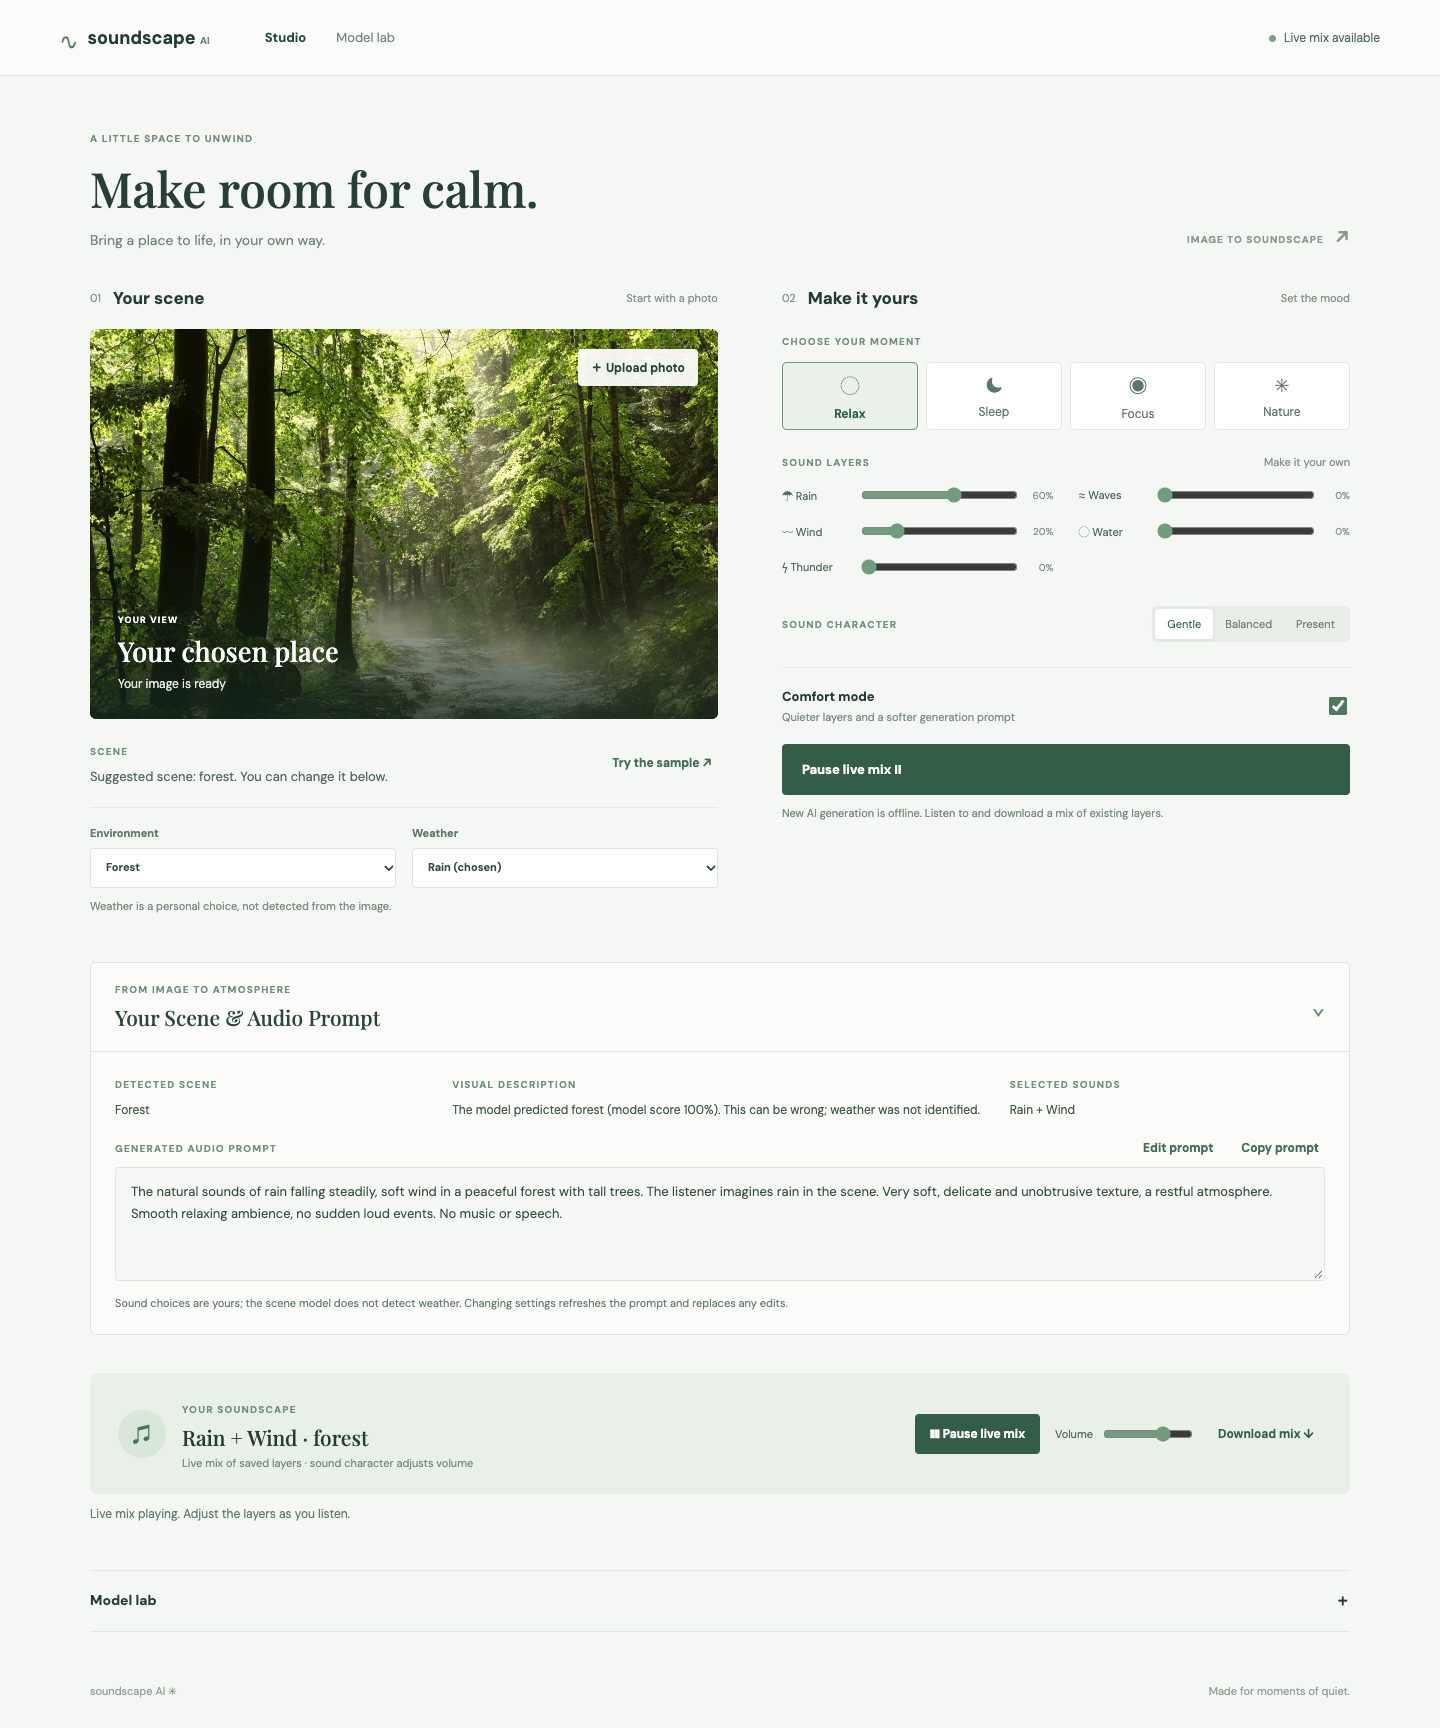 soundscape AI
Studio
Model lab
Live mix available
A LITTLE SPACE TO UNWIND
Make room for calm.
Bring a place to life, in your own way.
IMAGE TO SOUNDSCAPE ↗
01 Your scene
Start with a photo
+ Upload photo
YOUR VIEW
Your chosen place
Your image is ready
SCENE
Suggested scene: forest. You can change it below.
Try the sample ↗
Environment
Weather
Forest
Rain (chosen)
Weather is a personal choice, not detected from the image.
02 Make it yours
Set the mood
CHOOSE YOUR MOMENT
Relax
Sleep
Focus
Nature
SOUND LAYERS
Make it your own
Rain 60%
≈ Waves 0%
Wind 20%
Water 0%
Thunder 0%
SOUND CHARACTER
Gentle
Balanced
Present
Comfort mode
Quieter layers and a softer generation prompt
Pause live mix II
New AI generation is offline. Listen to and download a mix of existing layers.
FROM IMAGE TO ATMOSPHERE
Your Scene & Audio Prompt
DETECTED SCENE
Forest
VISUAL DESCRIPTION
The model predicted forest (model score 100%). This can be wrong; weather was not identified.
SELECTED SOUNDS
Rain + Wind
GENERATED AUDIO PROMPT
Edit prompt
Copy prompt
The natural sounds of rain falling steadily, soft wind in a peaceful forest with tall trees. The listener imagines rain in the scene. Very soft, delicate and unobtrusive texture, a restful atmosphere.
Smooth relaxing ambience, no sudden loud events. No music or speech.
Sound choices are yours; the scene model does not detect weather. Changing settings refreshes the prompt and replaces any edits.
YOUR SOUNDSCAPE
Rain + Wind · forest
Live mix of saved layers · sound character adjusts volume
Pause live mix
Volume
Download mix ↓
Live mix playing. Adjust the layers as you listen.
Model lab
+
soundscape AI ✳
Made for moments of quiet.